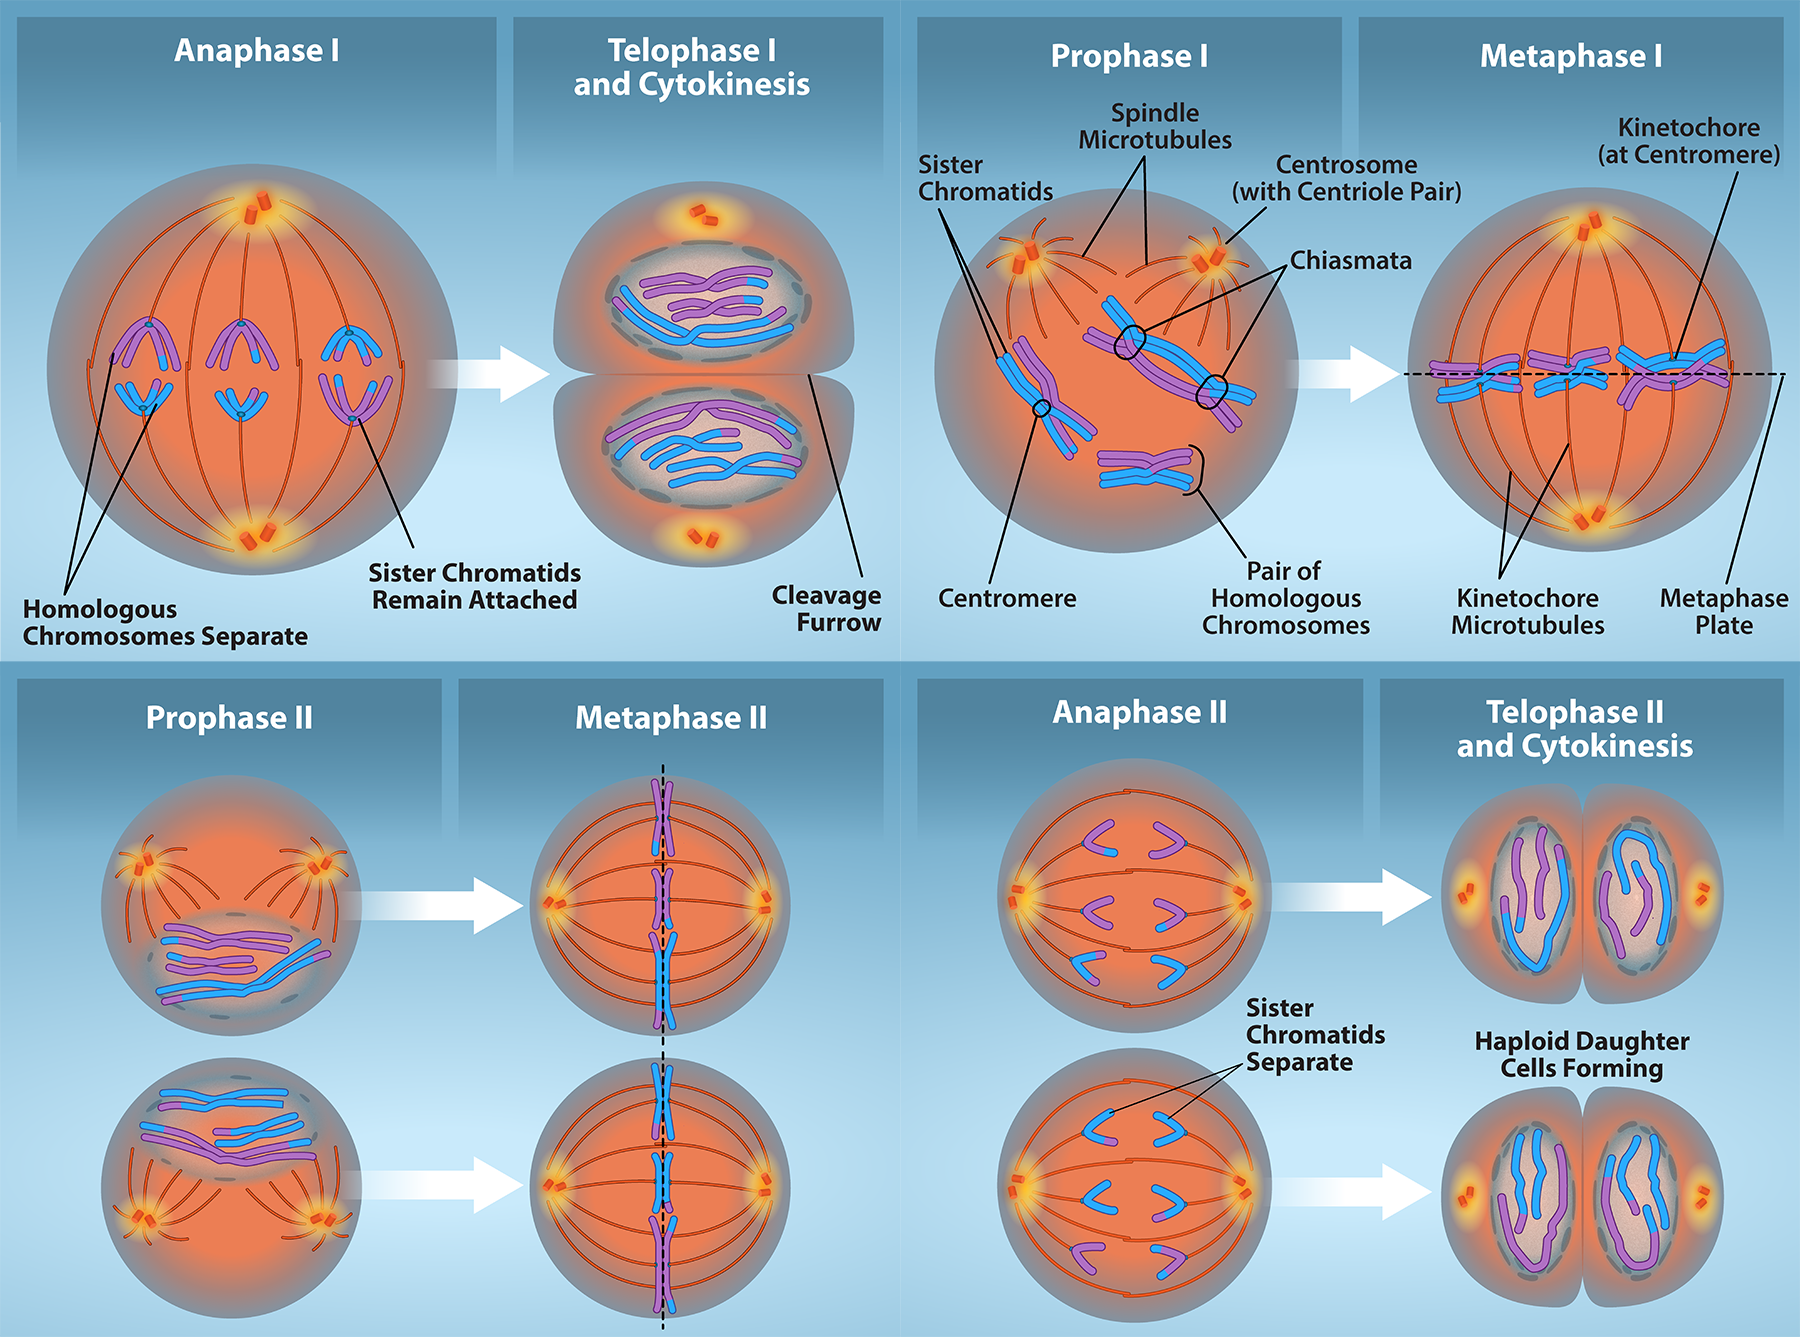 Anaphase I
Telophase I
and Cytokinesis
Homologous
Chromosomes Separate
Sister Chromatids
Remain Attached
Cleavage
Furrow
Prophase I
Metaphase I
Spindle
Microtubules
Sister
Chromatids
Centrosome
(with Centriole Pair)
Chiasmata
Kinetochore
(at Centromere)
Centromere
Pair of
Homologous
Chromosomes
Kinetochore
Microtubules
Metaphase
Plate
Prophase II
Metaphase II
Anaphase II
Telophase II
and Cytokinesis
Sister
Chromatids
Separate
Haploid Daughter
Cells Forming